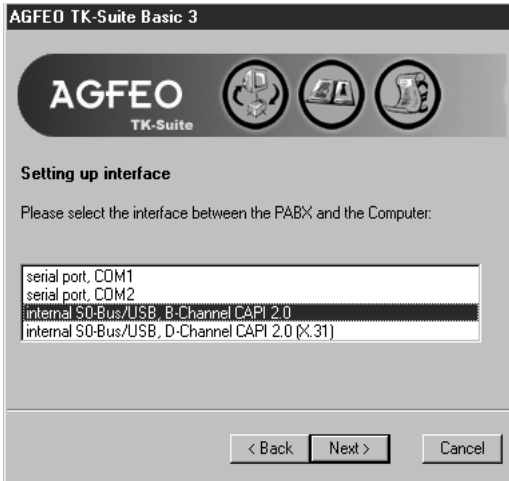 AGFEO TK-Suite Basic 3
AGFEO
TK-Suite
Setting up interface
Please select the interface between the PABX and the Computer:
serial port, COM1
serial port, COM2
internal S0-Bus/USB, B-Channel CAPI 2.0
internal S0-Bus/USB, D-Channel CAPI 2.0 (X.31)
< Back Next > Cancel